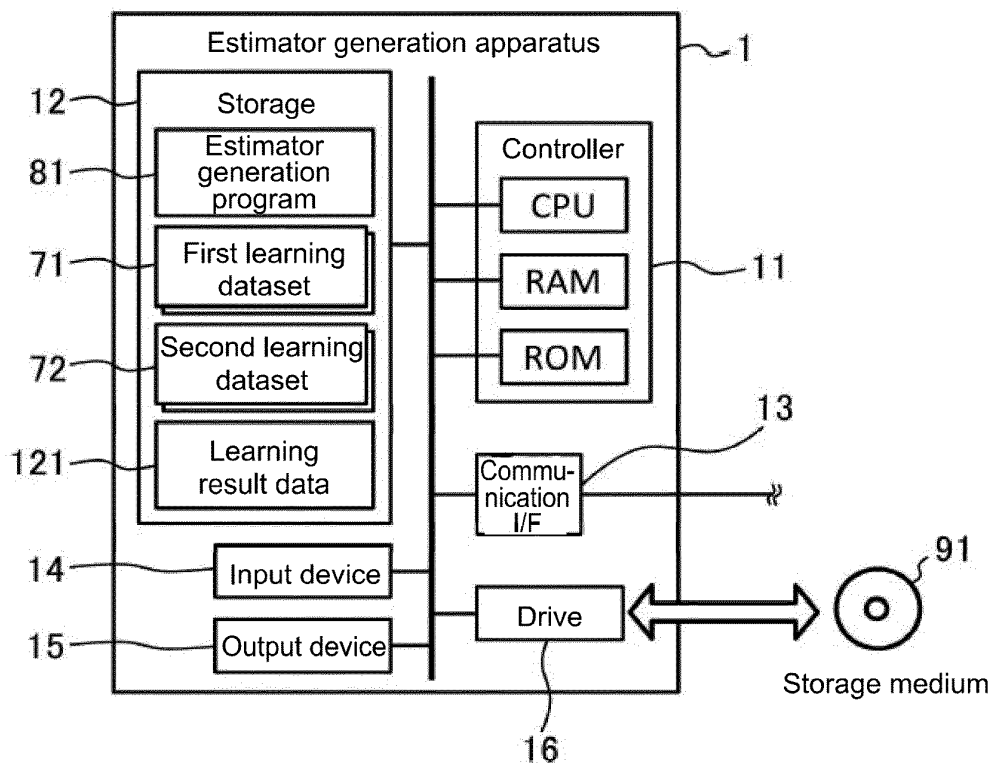 Estimator generation apparatus
1
12
Storage
81
Estimator
generation
program
71
First learning
dataset
72
Second learning
dataset
121
Learning
result data
Controller
CPU
RAM
ROM
11
13
Commu-
nication
I/F
14
Input device
15
Output device
Drive
16
91
Storage medium